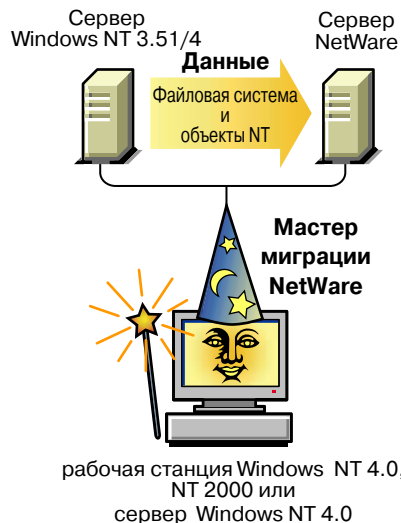 Сервер
Windows NT 3.51/4
Сервер
NetWare
Данные
Файловая система
и
объекты NT
Мастер
миграции
NetWare
рабочая станция Windows NT 4.0,
NT 2000 или
сервер Windows NT 4.0